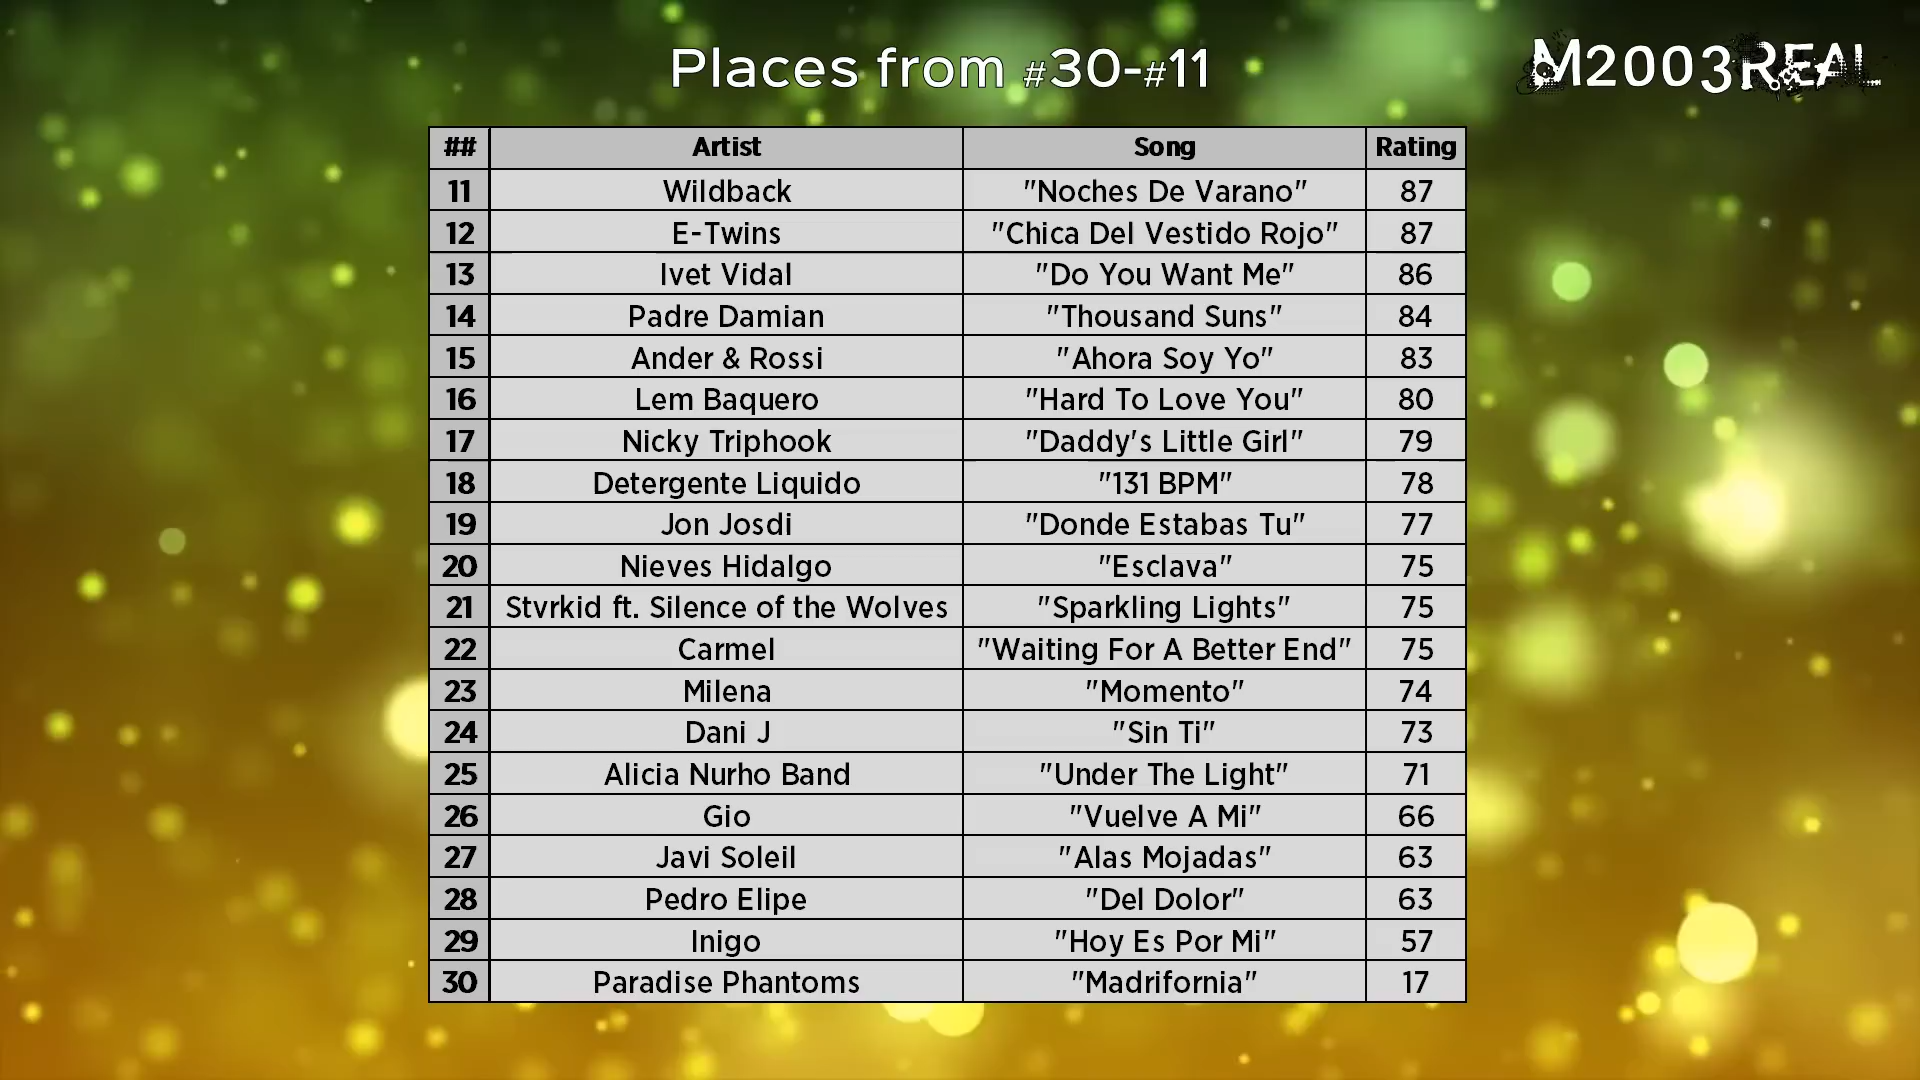 Places from #30-#11
M2003REAL
## Artist Song Rating
11 Wildback "Noches De Varano" 87
12 E-Twins "Chica Del Vestido Rojo" 87
13 Ivet Vidal "Do You Want Me" 86
14 Padre Damian "Thousand Suns" 84
15 Ander & Rossi "Ahora Soy Yo" 83
16 Lem Baquero "Hard To Love You" 80
17 Nicky Triphook "Daddy's Little Girl" 79
18 Detergente Liquido "131 BPM" 78
19 Jon Josdi "Donde Estabas Tu" 77
20 Nieves Hidalgo "Esclava" 75
21 Stvrkid ft. Silence of the Wolves "Sparkling Lights" 75
22 Carmel "Waiting For A Better End" 75
23 Milena "Momento" 74
24 Dani J "Sin Ti" 73
25 Alicia Nurho Band "Under The Light" 71
26 Gio "Vuelve A Mi" 66
27 Javi Soleil "Alas Mojadas" 63
28 Pedro Elipe "Del Dolor" 63
29 Inigo "Hoy Es Por Mi" 57
30 Paradise Phantoms "Madrifornia" 17